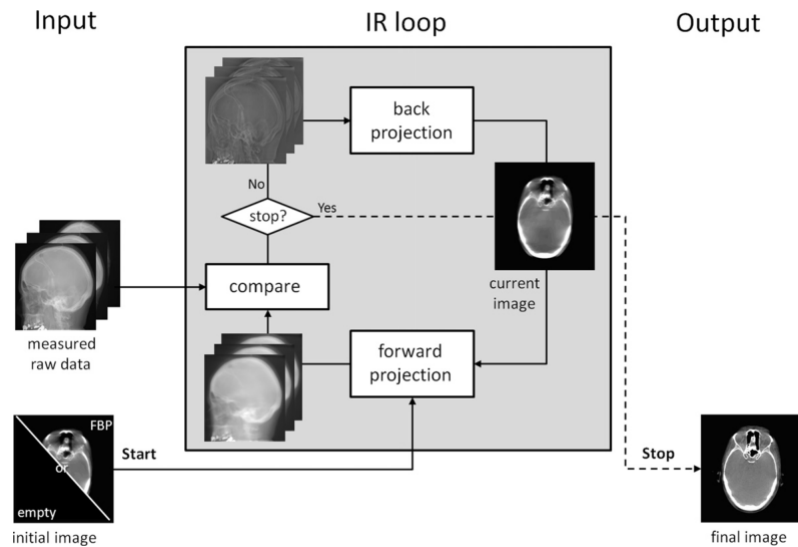 Input
IR loop
Output
back
projection
No
stop?
Yes
compare
current
image
measured
raw data
forward
projection
FBP
or
empty
Start
Stop
initial image
final image